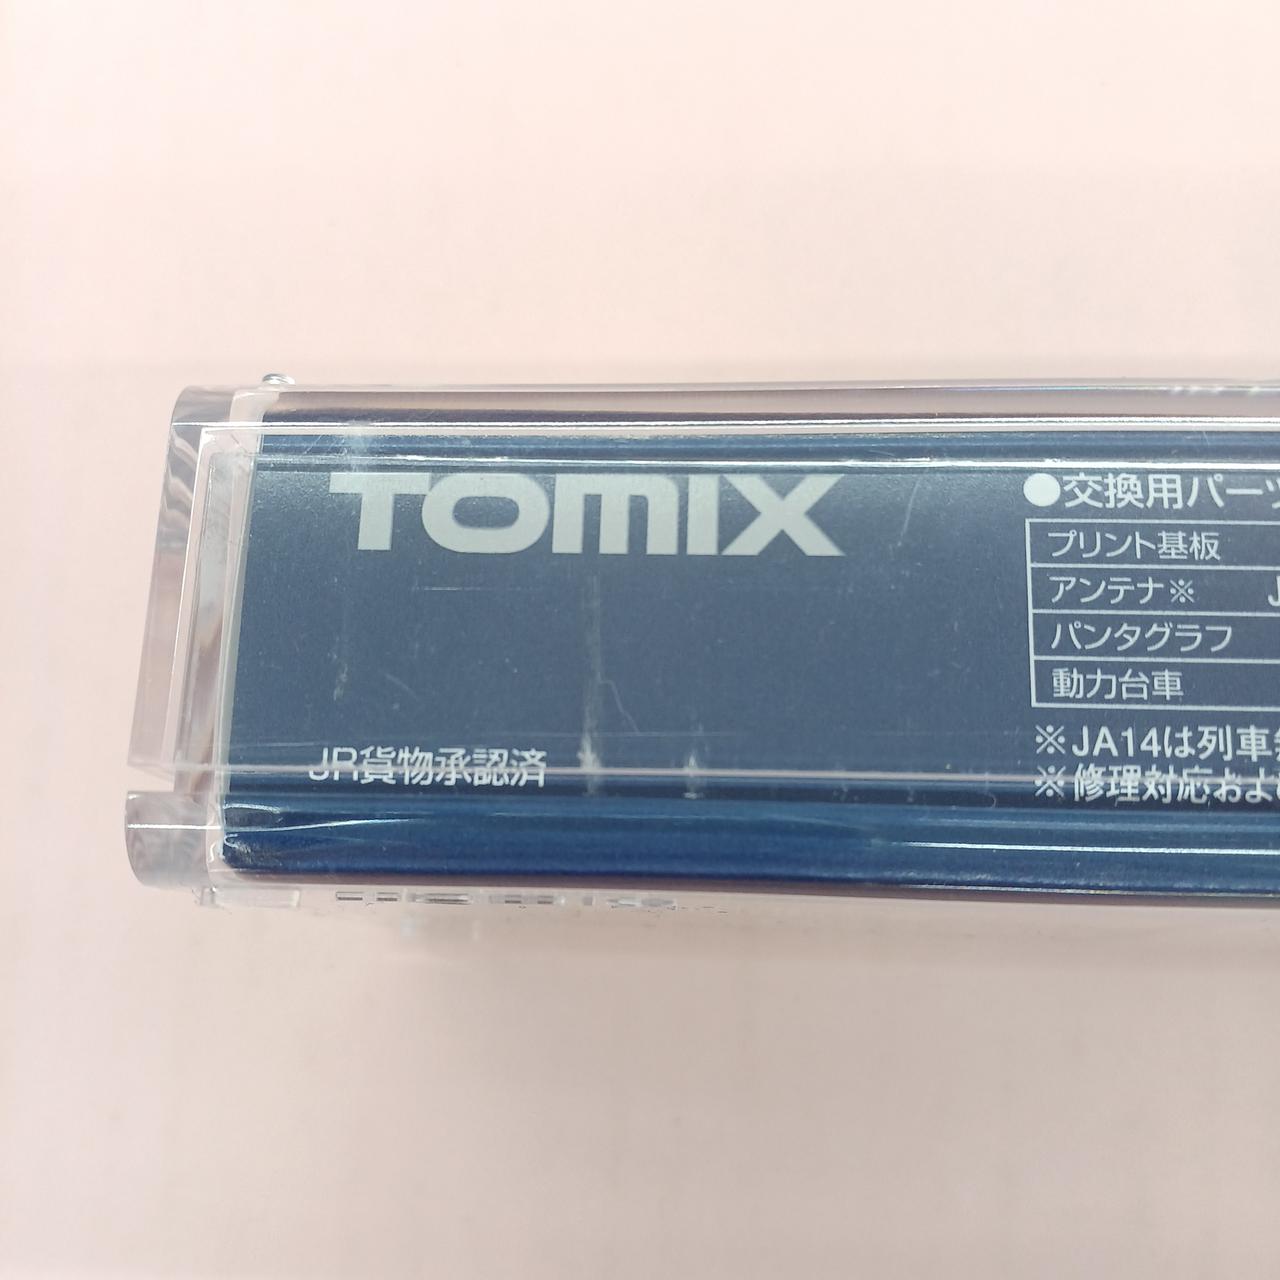 TOMIX
JR貨物承認済
●交換用パーツ
プリント基板
アンテナ※ J
パンタグラフ
動力台車
※JA14は列車無
※修理対応およ